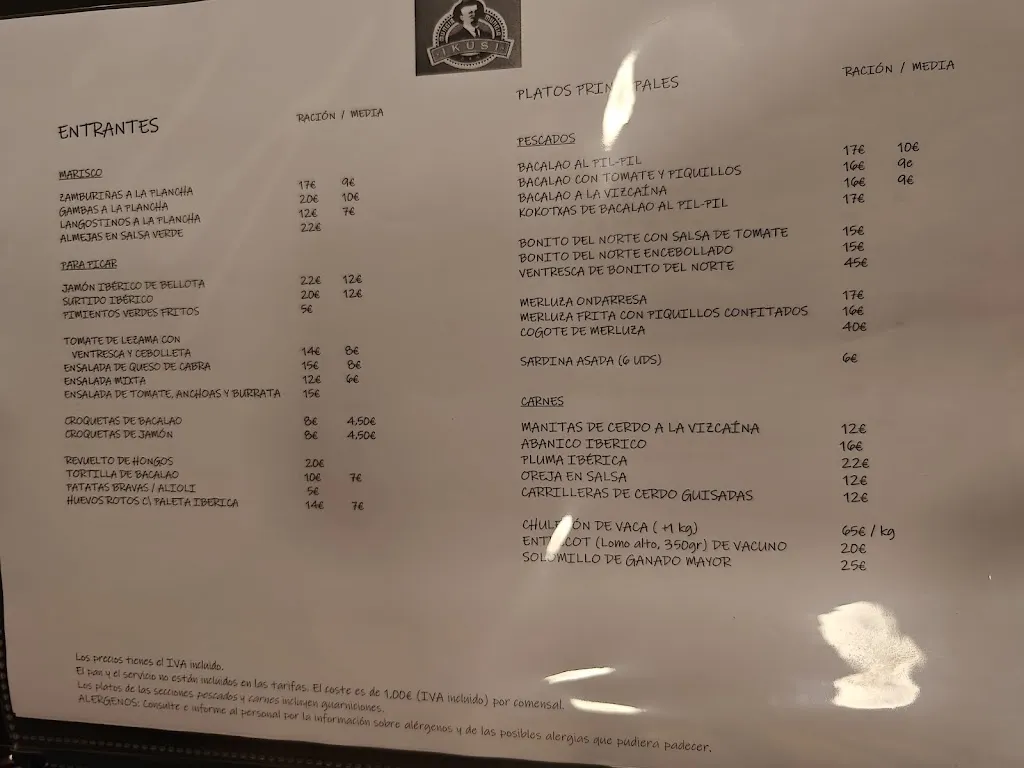 IKUSI
ENTRANTES
RACIÓN / MEDIA
MARISCO
ZAMBURIÑAS A LA PLANCHA 17€ 9€
GAMBAS A LA PLANCHA 20€ 10€
LANGOSTINOS A LA PLANCHA 12€ 7€
ALMEJAS EN SALSA VERDE 22€
PARA PICAR
JAMÓN IBÉRICO DE BELLOTA 22€ 12€
SURTIDO IBÉRICO 20€ 12€
PIMIENTOS VERDES FRITOS 5€
TOMATE DE LEZAMA CON
VENTRESCA Y CEBOLLETA 14€ 8€
ENSALADA DE QUESO DE CABRA 15€ 8€
ENSALADA MIXTA 12€ 6€
ENSALADA DE TOMATE, ANCHOAS Y BURRATA 15€
CROQUETAS DE BACALAO 8€ 4,50€
CROQUETAS DE JAMÓN 8€ 4,50€
REVUELTO DE HONGOS 20€
TORTILLA DE BACALAO 10€ 7€
PATATAS BRAVAS / ALIOLI 5€
HUEVOS ROTOS C\ PALETA IBERICA 14€ 7€
PLATOS PRINCIPALES
RACIÓN / MEDIA
PESCADOS
BACALAO AL PIL-PIL 17€ 10€
BACALAO CON TOMATE Y PIQUILLOS 16€ 9€
BACALAO A LA VIZCAÍNA 16€ 9€
KOKOTXAS DE BACALAO AL PIL-PIL 17€
BONITO DEL NORTE CON SALSA DE TOMATE 15€
BONITO DEL NORTE ENCEBOLLADO 15€
VENTRESCA DE BONITO DEL NORTE 45€
MERLUZA ONDARRESA 17€
MERLUZA FRITA CON PIQUILLOS CONFITADOS 16€
COGOTE DE MERLUZA 40€
SARDINA ASADA (6 UDS) 6€
CARNES
MANITAS DE CERDO A LA VIZCAÍNA 12€
ABANICO IBERICO 16€
PLUMA IBÉRICA 22€
OREJA EN SALSA 12€
CARRILLERAS DE CERDO GUISADAS 12€
CHULETÓN DE VACA ( +1 kg) 65€ / kg
ENTRECOT (Lomo alto, 350gr) DE VACUNO 20€
SOLOMILLO DE GANADO MAYOR 25€
Los precios tienes el IVA incluido.
El pan y el servicio no están incluidos en las tarifas. El coste es de 1,00€ (IVA incluido) por comensal.
Los platos de las secciones pescados y carnes incluyen guarniciones.
ALERGENOS: Consulte e informe al personal por la información sobre alérgenos y de las posibles alergias que pudiera padecer.